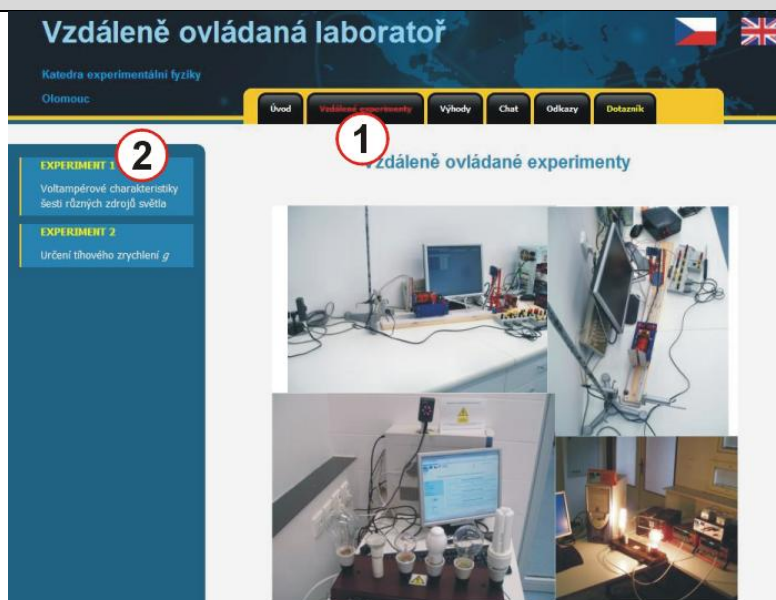 Vzdáleně ovládaná laboratoř
Katedra experimentální fyziky
Olomouc
Úvod
Vzdálené experimenty
Výhody
Chat
Odkazy
Dotazník
1
2
EXPERIMENT 1
Voltampérové charakteristiky
šesti různých zdrojů světla
EXPERIMENT 2
Určení tíhového zrychlení g
Vzdáleně ovládané experimenty